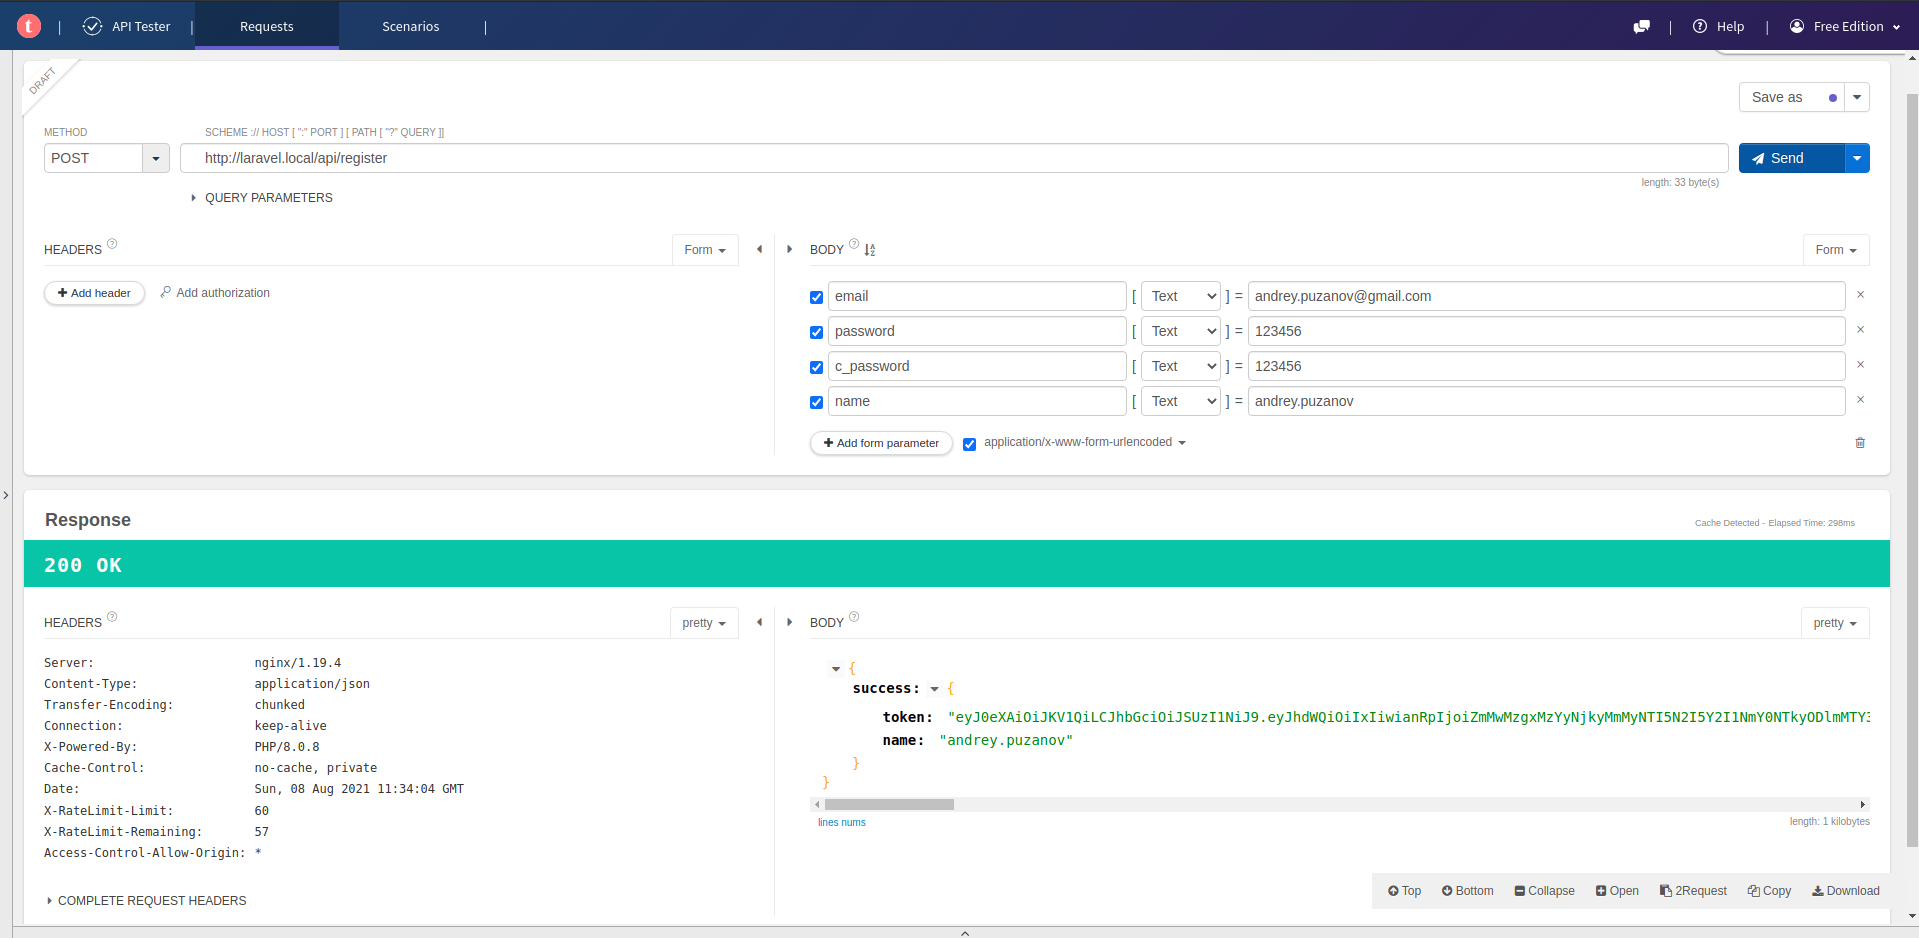 t | API Tester | Requests Scenarios | | Help | Free Edition
DRAFT
Save as
METHOD SCHEME :// HOST [ ":" PORT ] [ PATH [ "?" QUERY ]]
POST http://laravel.local/api/register Send
length: 33 byte(s)
QUERY PARAMETERS
HEADERS ? Form BODY ? Form
Add header Add authorization
email [ Text ] = andrey.puzanov@gmail.com ×
password [ Text ] = 123456 ×
c_password [ Text ] = 123456 ×
name [ Text ] = andrey.puzanov ×
Add form parameter application/x-www-form-urlencoded
Response
Cache Detected - Elapsed Time: 298ms
200 OK
HEADERS ? pretty BODY ? pretty
Server: nginx/1.19.4
Content-Type: application/json
Transfer-Encoding: chunked
Connection: keep-alive
X-Powered-By: PHP/8.0.8
Cache-Control: no-cache, private
Date: Sun, 08 Aug 2021 11:34:04 GMT
X-RateLimit-Limit: 60
X-RateLimit-Remaining: 57
Access-Control-Allow-Origin: *
COMPLETE REQUEST HEADERS
{
success: {
token: "eyJ0eXAiOiJKV1QiLCJhbGciOiJSUzI1NiJ9.eyJhdWQiOiIxIiwianRpIjoiZmMwMzgxMzYyNjkyMmMyNTI5N2I5Y2I1NmY0NTkyODlmMTY3
name: "andrey.puzanov"
}
}
lines nums length: 1 kilobytes
Top Bottom Collapse Open 2Request Copy Download